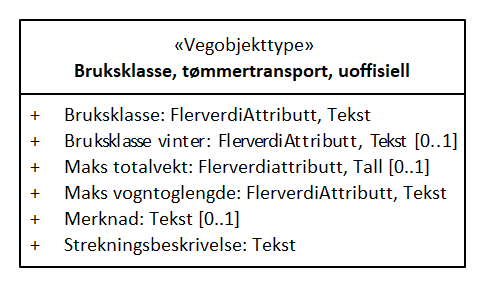 «Vegobjekttype»
Bruksklasse, tømmertransport, uoffisiell
+ Bruksklasse: FlerverdiAttributt, Tekst
+ Bruksklasse vinter: FlerverdiAttributt, Tekst [0..1]
+ Maks totalvekt: Flerverdiattributt, Tall [0..1]
+ Maks vogntoglengde: FlerverdiAttributt, Tekst
+ Merknad: Tekst [0..1]
+ Strekningsbeskrivelse: Tekst